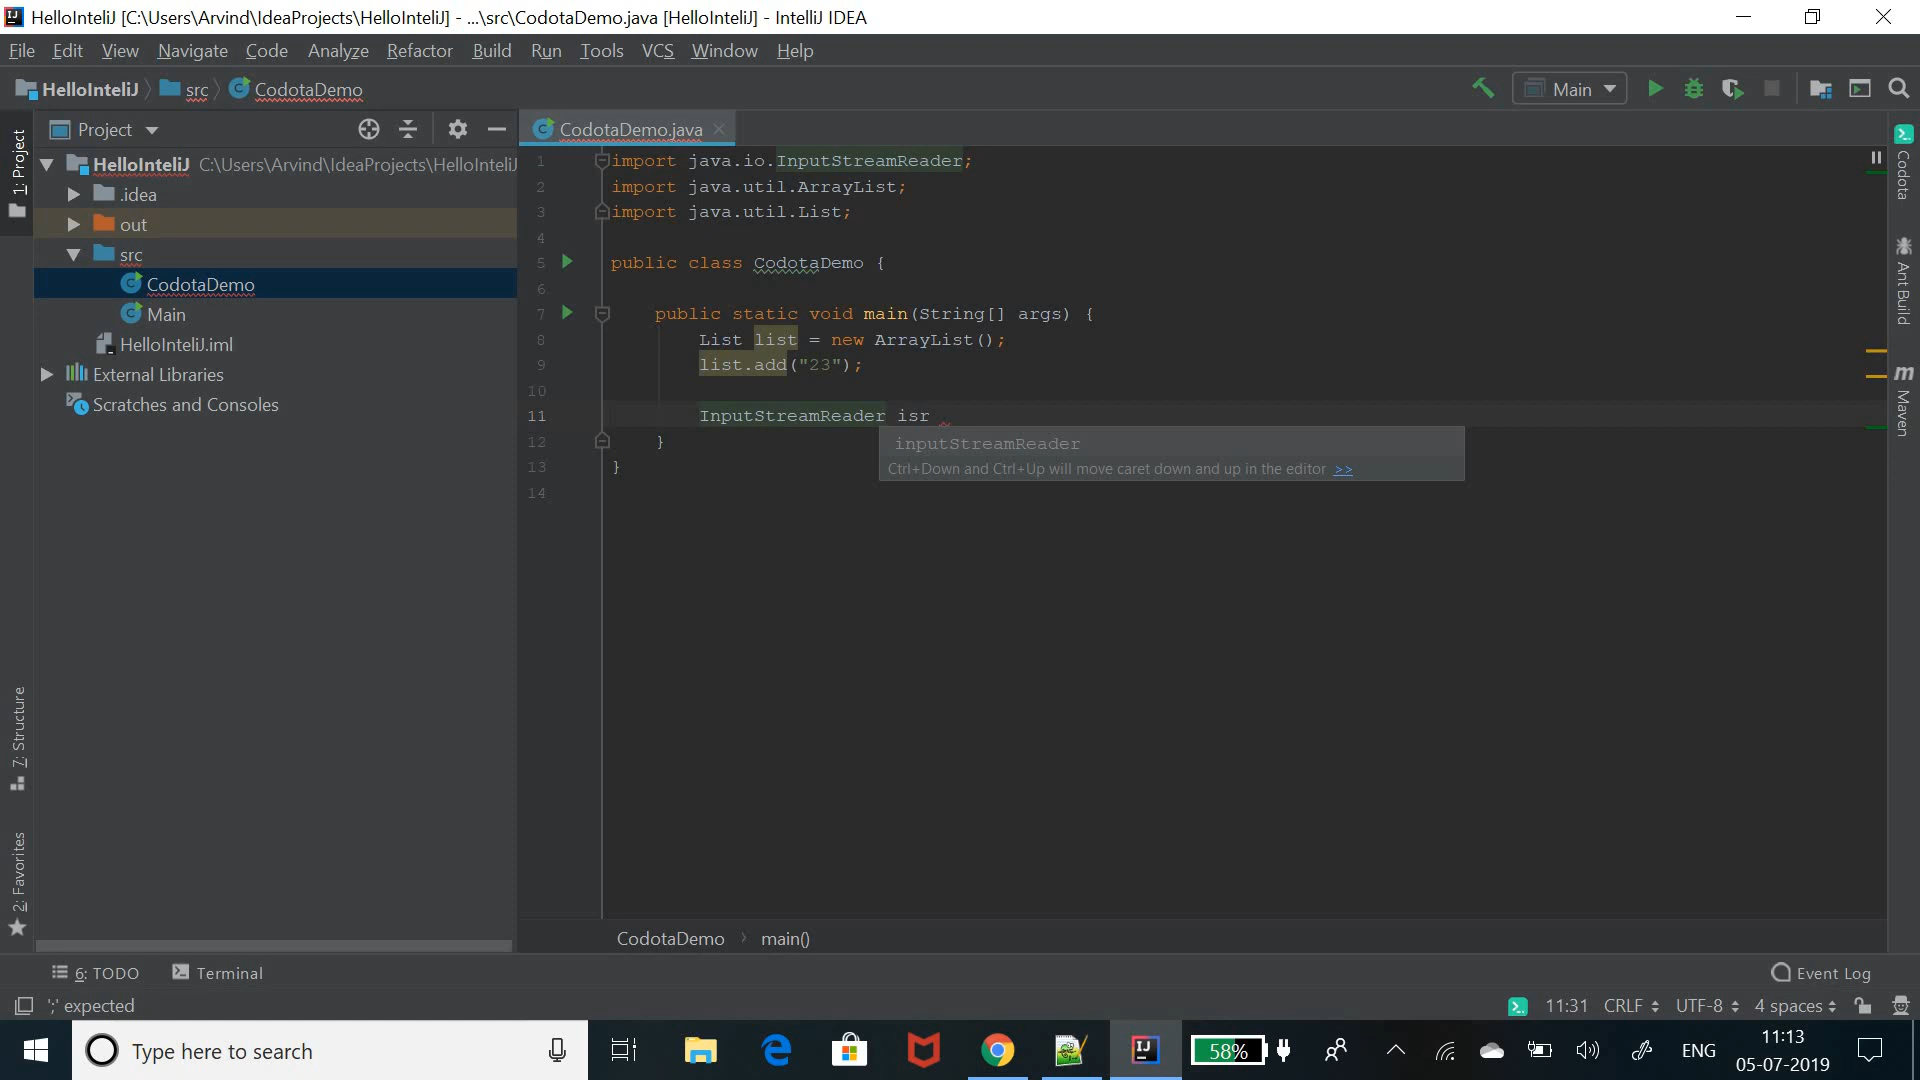 HelloInteliJ [C:\Users\Arvind\IdeaProjects\HelloInteliJ] - ...\src\CodotaDemo.java [HelloInteliJ] - IntelliJ IDEA
File Edit View Navigate Code Analyze Refactor Build Run Tools VCS Window Help
HelloInteliJ src CodotaDemo Main
1: Project
Project
HelloInteliJ C:\Users\Arvind\IdeaProjects\HelloInteliJ
.idea
out
src
CodotaDemo
Main
HelloInteliJ.iml
External Libraries
Scratches and Consoles
7: Structure
2: Favorites
CodotaDemo.java
1 import java.io.InputStreamReader;
2 import java.util.ArrayList;
3 import java.util.List;
4
5 public class CodotaDemo {
6
7 public static void main(String[] args) {
8 List list = new ArrayList();
9 list.add("23");
10
11 InputStreamReader isr
12 }
13 }
14
inputStreamReader
Ctrl+Down and Ctrl+Up will move caret down and up in the editor >>
Codota
Ant Build
m Maven
CodotaDemo main()
6: TODO Terminal Event Log
';' expected 11:31 CRLF UTF-8 4 spaces
Type here to search 58% ENG 11:13
05-07-2019